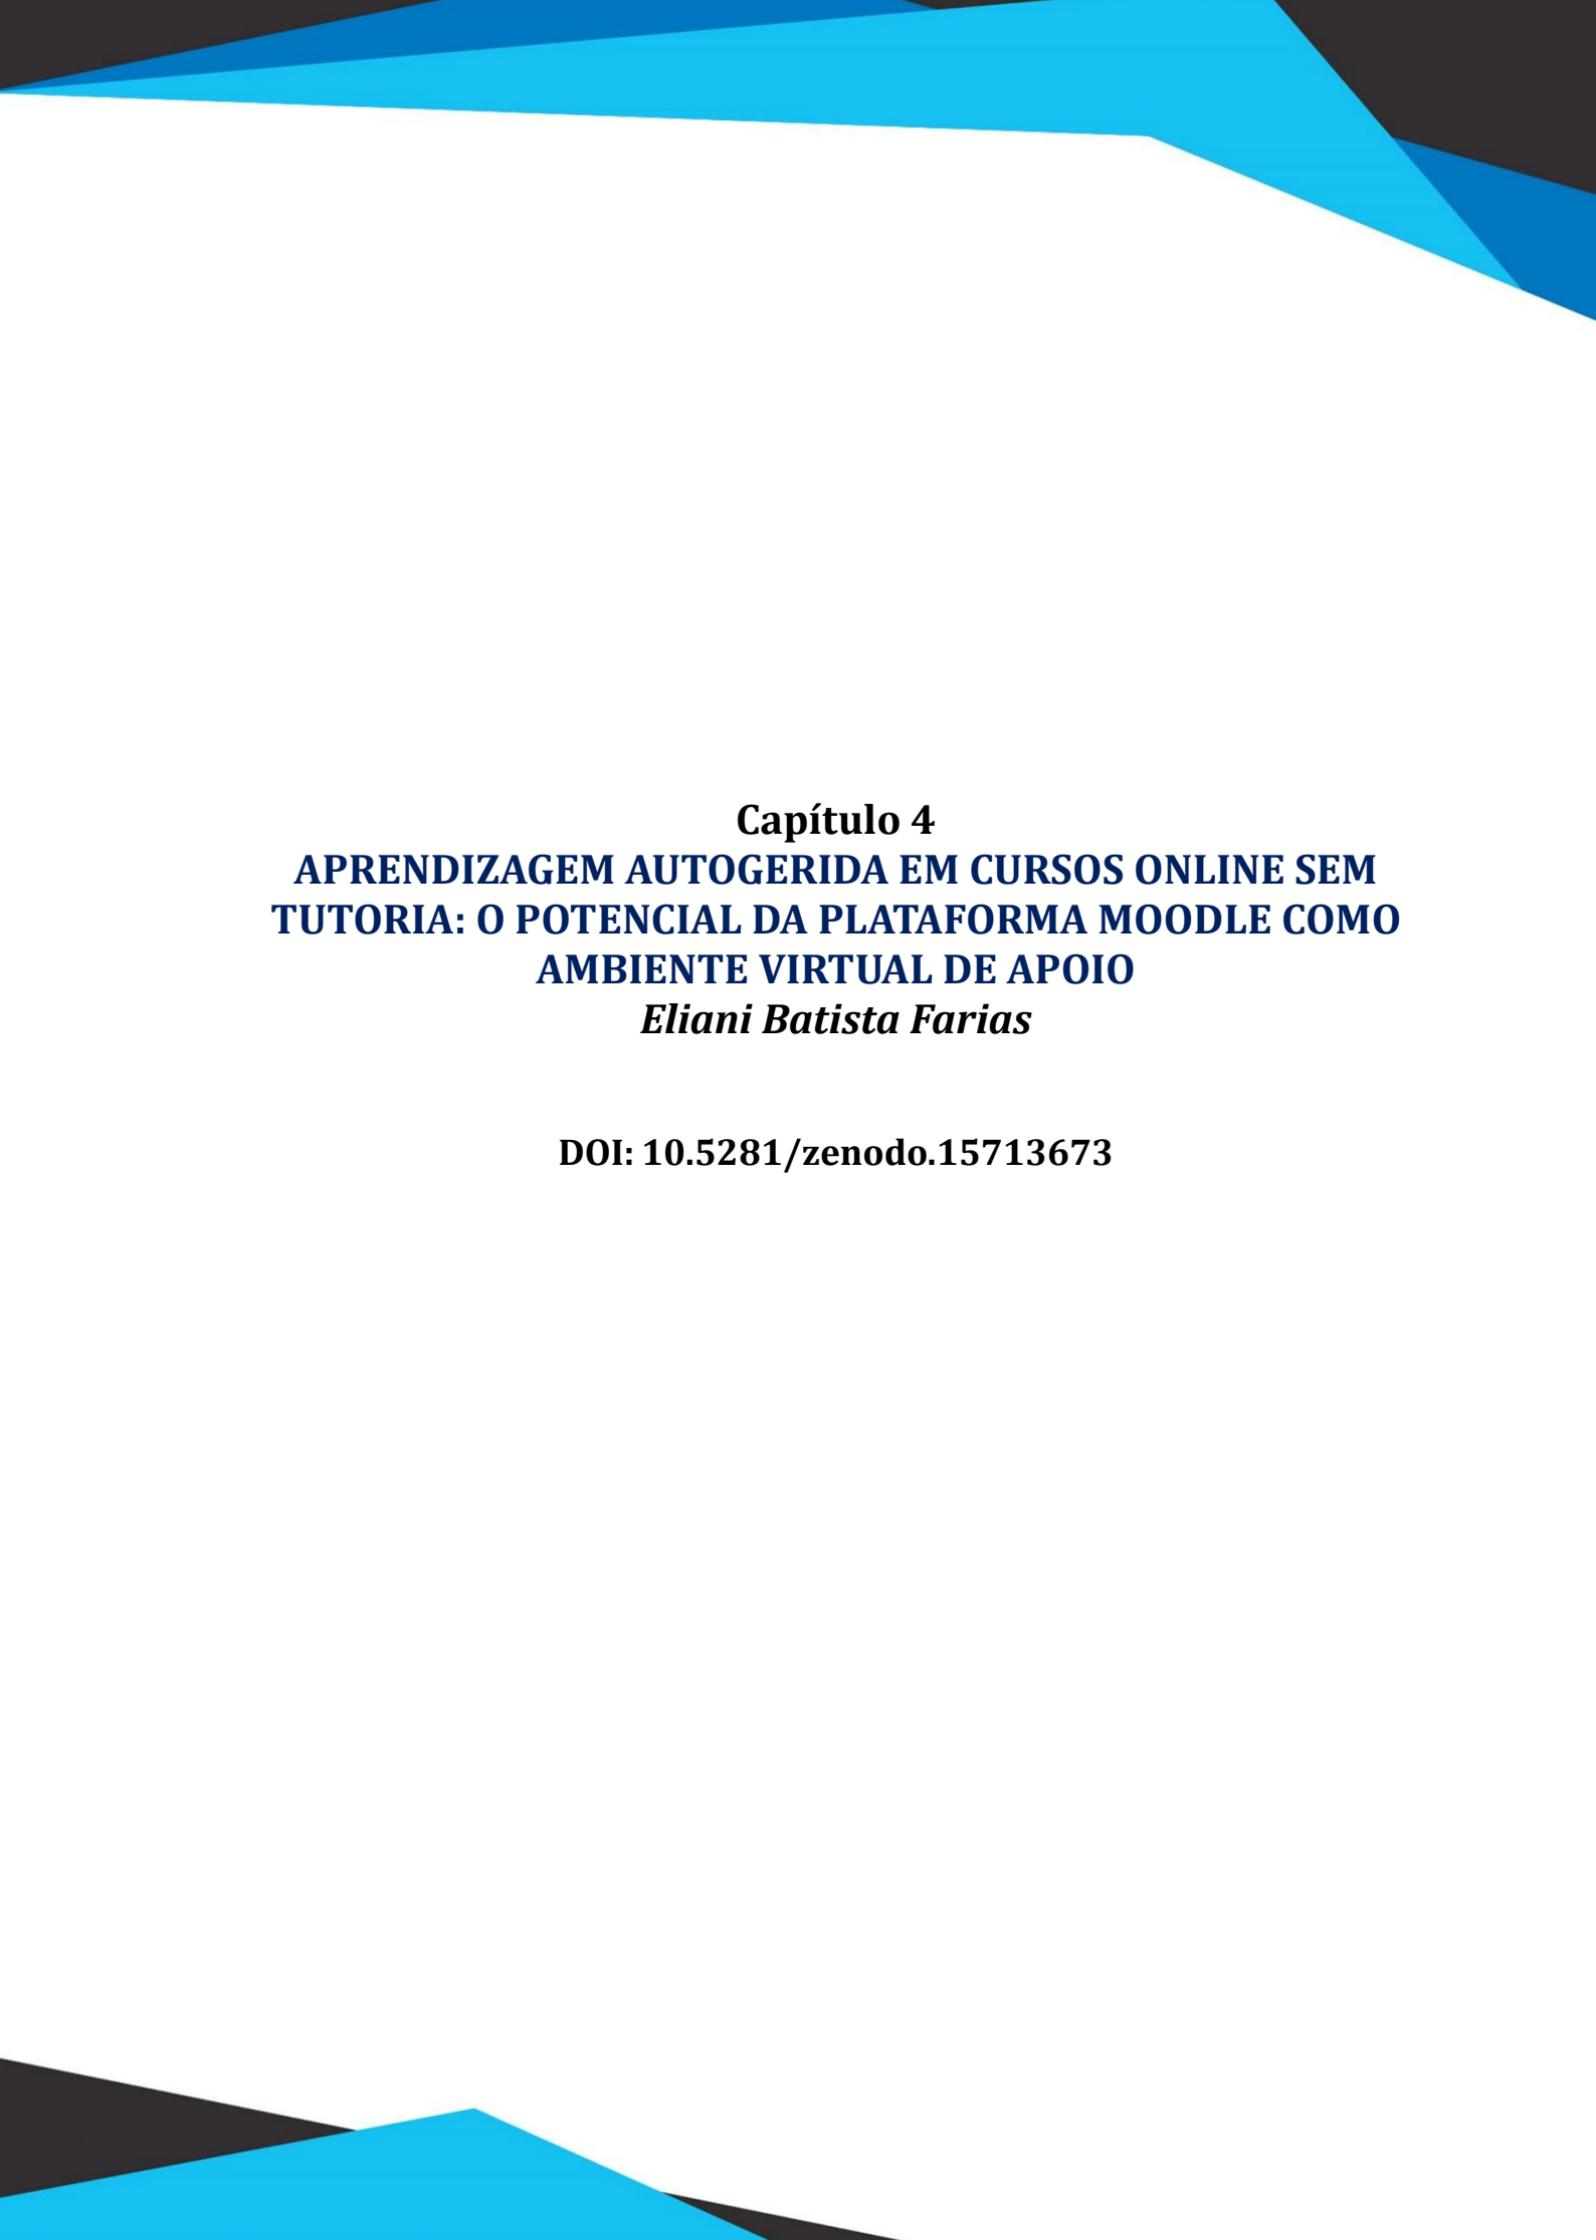 Capítulo 4
APRENDIZAGEM AUTOGERIDA EM CURSOS ONLINE SEM
TUTORIA: O POTENCIAL DA PLATAFORMA MOODLE COMO
AMBIENTE VIRTUAL DE APOIO
Eliani Batista Farias
DOI: 10.5281/zenodo.15713673